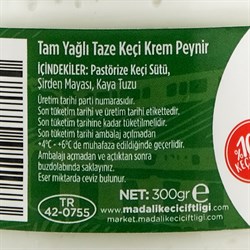 Tam Yağlı Taze Keçi Krem Peynir
İÇİNDEKİLER: Pastörize Keçi Sütü,
Şirden Mayası, Kaya Tuzu
Üretim tarihi parti numarasıdır.
Son tüketim tarihi ve üretim tarihi etikettedir.
Son tüketim tarihine kadar tüketilmelidir.
Son tüketim tarihi ambalaj açılmadan
+4°C - +6°C de muhafaza edildiğinde geçerlidir.
Ambalajı açmadan ve açtıktan sonra
buzdolabında saklayınız.
Eser miktarda ceviz bulunur.
TR
42-0755
NET: 300gr ℮
www.madalikeciciftligi.com
market.madalikeciciftligi.com